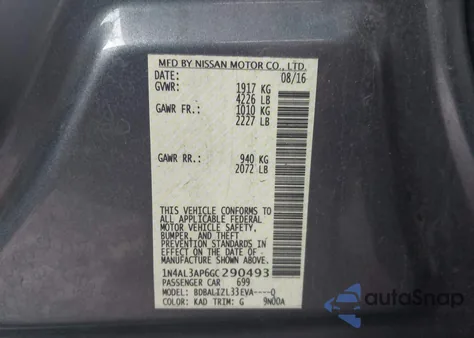 MFD BY NISSAN MOTOR CO., LTD.
DATE: 08/16
GVWR: 1917 KG
4226 LB
GAWR FR.: 1010 KG
2227 LB
GAWR RR.: 940 KG
2072 LB
THIS VEHICLE CONFORMS TO
ALL APPLICABLE FEDERAL
MOTOR VEHICLE SAFETY,
BUMPER, AND THEFT
PREVENTION STANDARDS IN
EFFECT ON THE DATE OF
MANUFACTURE SHOWN ABOVE.
1N4AL3AP6GC290493
PASSENGER CAR 699
MODEL: BDBALIZL33EVA----Q
COLOR: KAD TRIM: G 9N00A
autoSnap